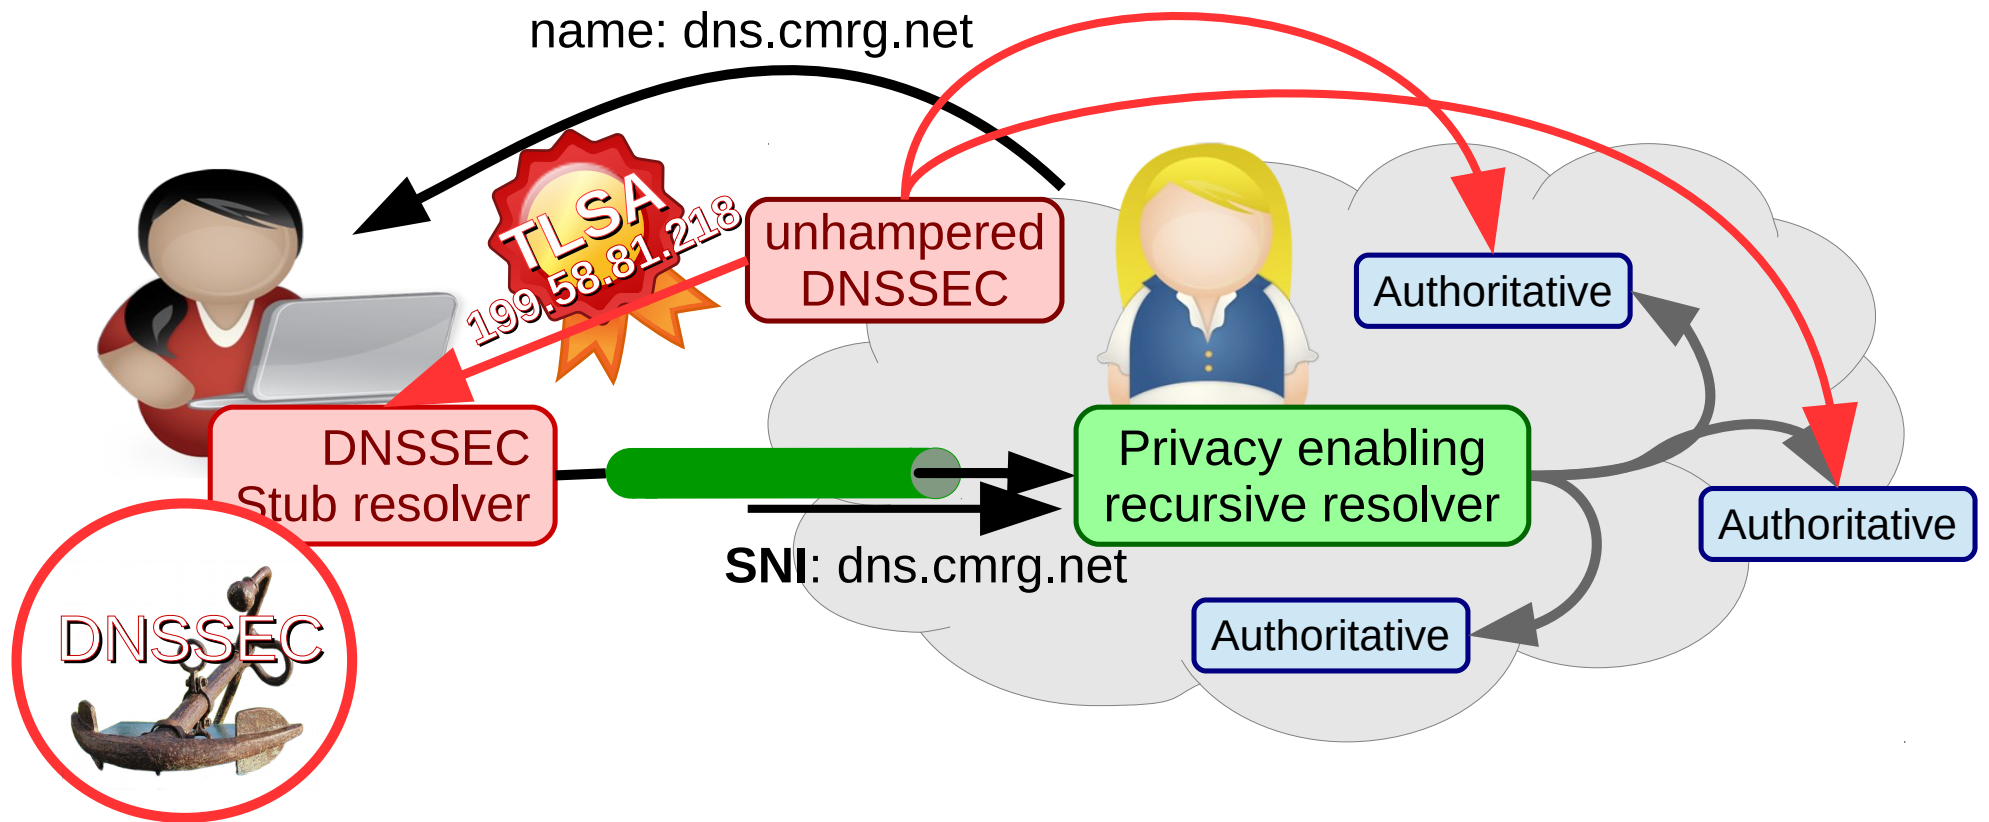 name: dns.cmrg.net
TLSA
199.58.81.218
unhampered
DNSSEC
Authoritative
DNSSEC
Stub resolver
Privacy enabling
recursive resolver
Authoritative
SNI: dns.cmrg.net
Authoritative
DNSSEC